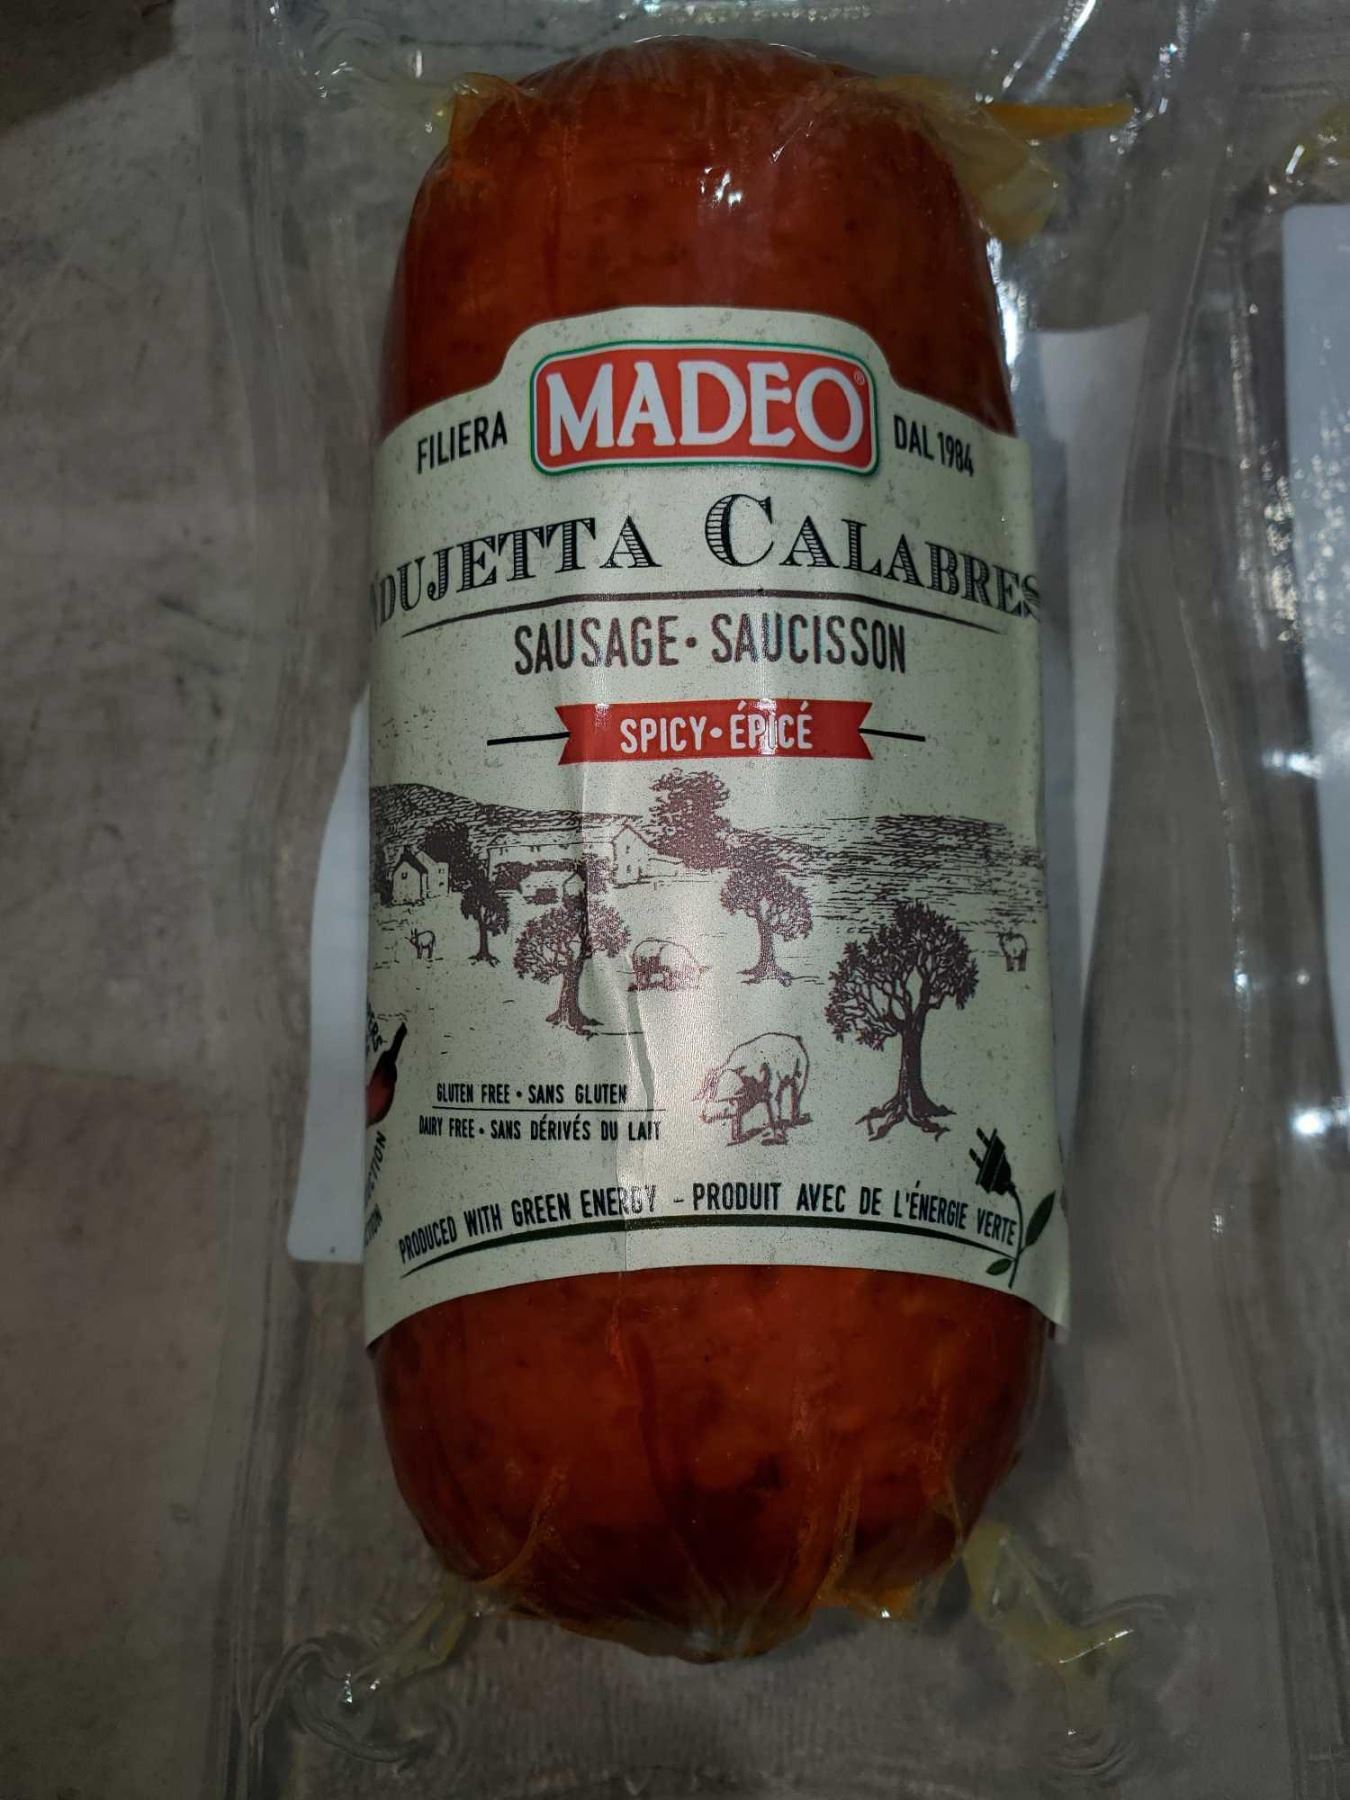 FILIERA MADEO® DAL 1984
DUJETTA CALABRES
SAUSAGE • SAUCISSON
SPICY • ÉPICÉ
GLUTEN FREE • SANS GLUTEN
DAIRY FREE • SANS DÉRIVÉS DU LAIT
PRODUCED WITH GREEN ENERGY - PRODUIT AVEC DE L'ÉNERGIE VERTE